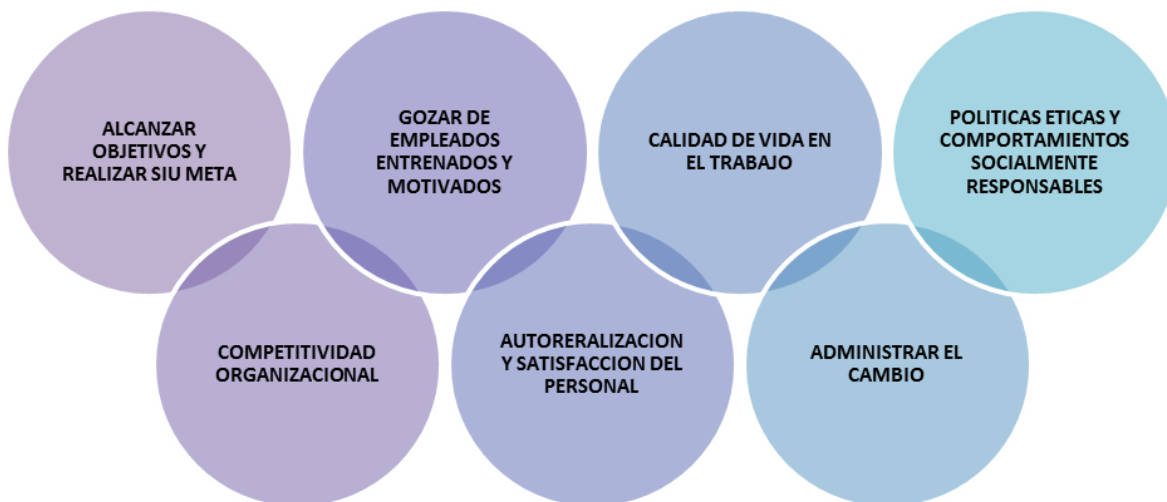 ALCANZAR
OBJETIVOS Y
REALIZAR SIU META
GOZAR DE
EMPLEADOS
ENTRENADOS Y
MOTIVADOS
CALIDAD DE VIDA EN
EL TRABAJO
POLITICAS ETICAS Y
COMPORTAMIENTOS
SOCIALMENTE
RESPONSABLES
COMPETITIVIDAD
ORGANIZACIONAL
AUTORERALIZACION
Y SATISFACCION DEL
PERSONAL
ADMINISTRAR EL
CAMBIO